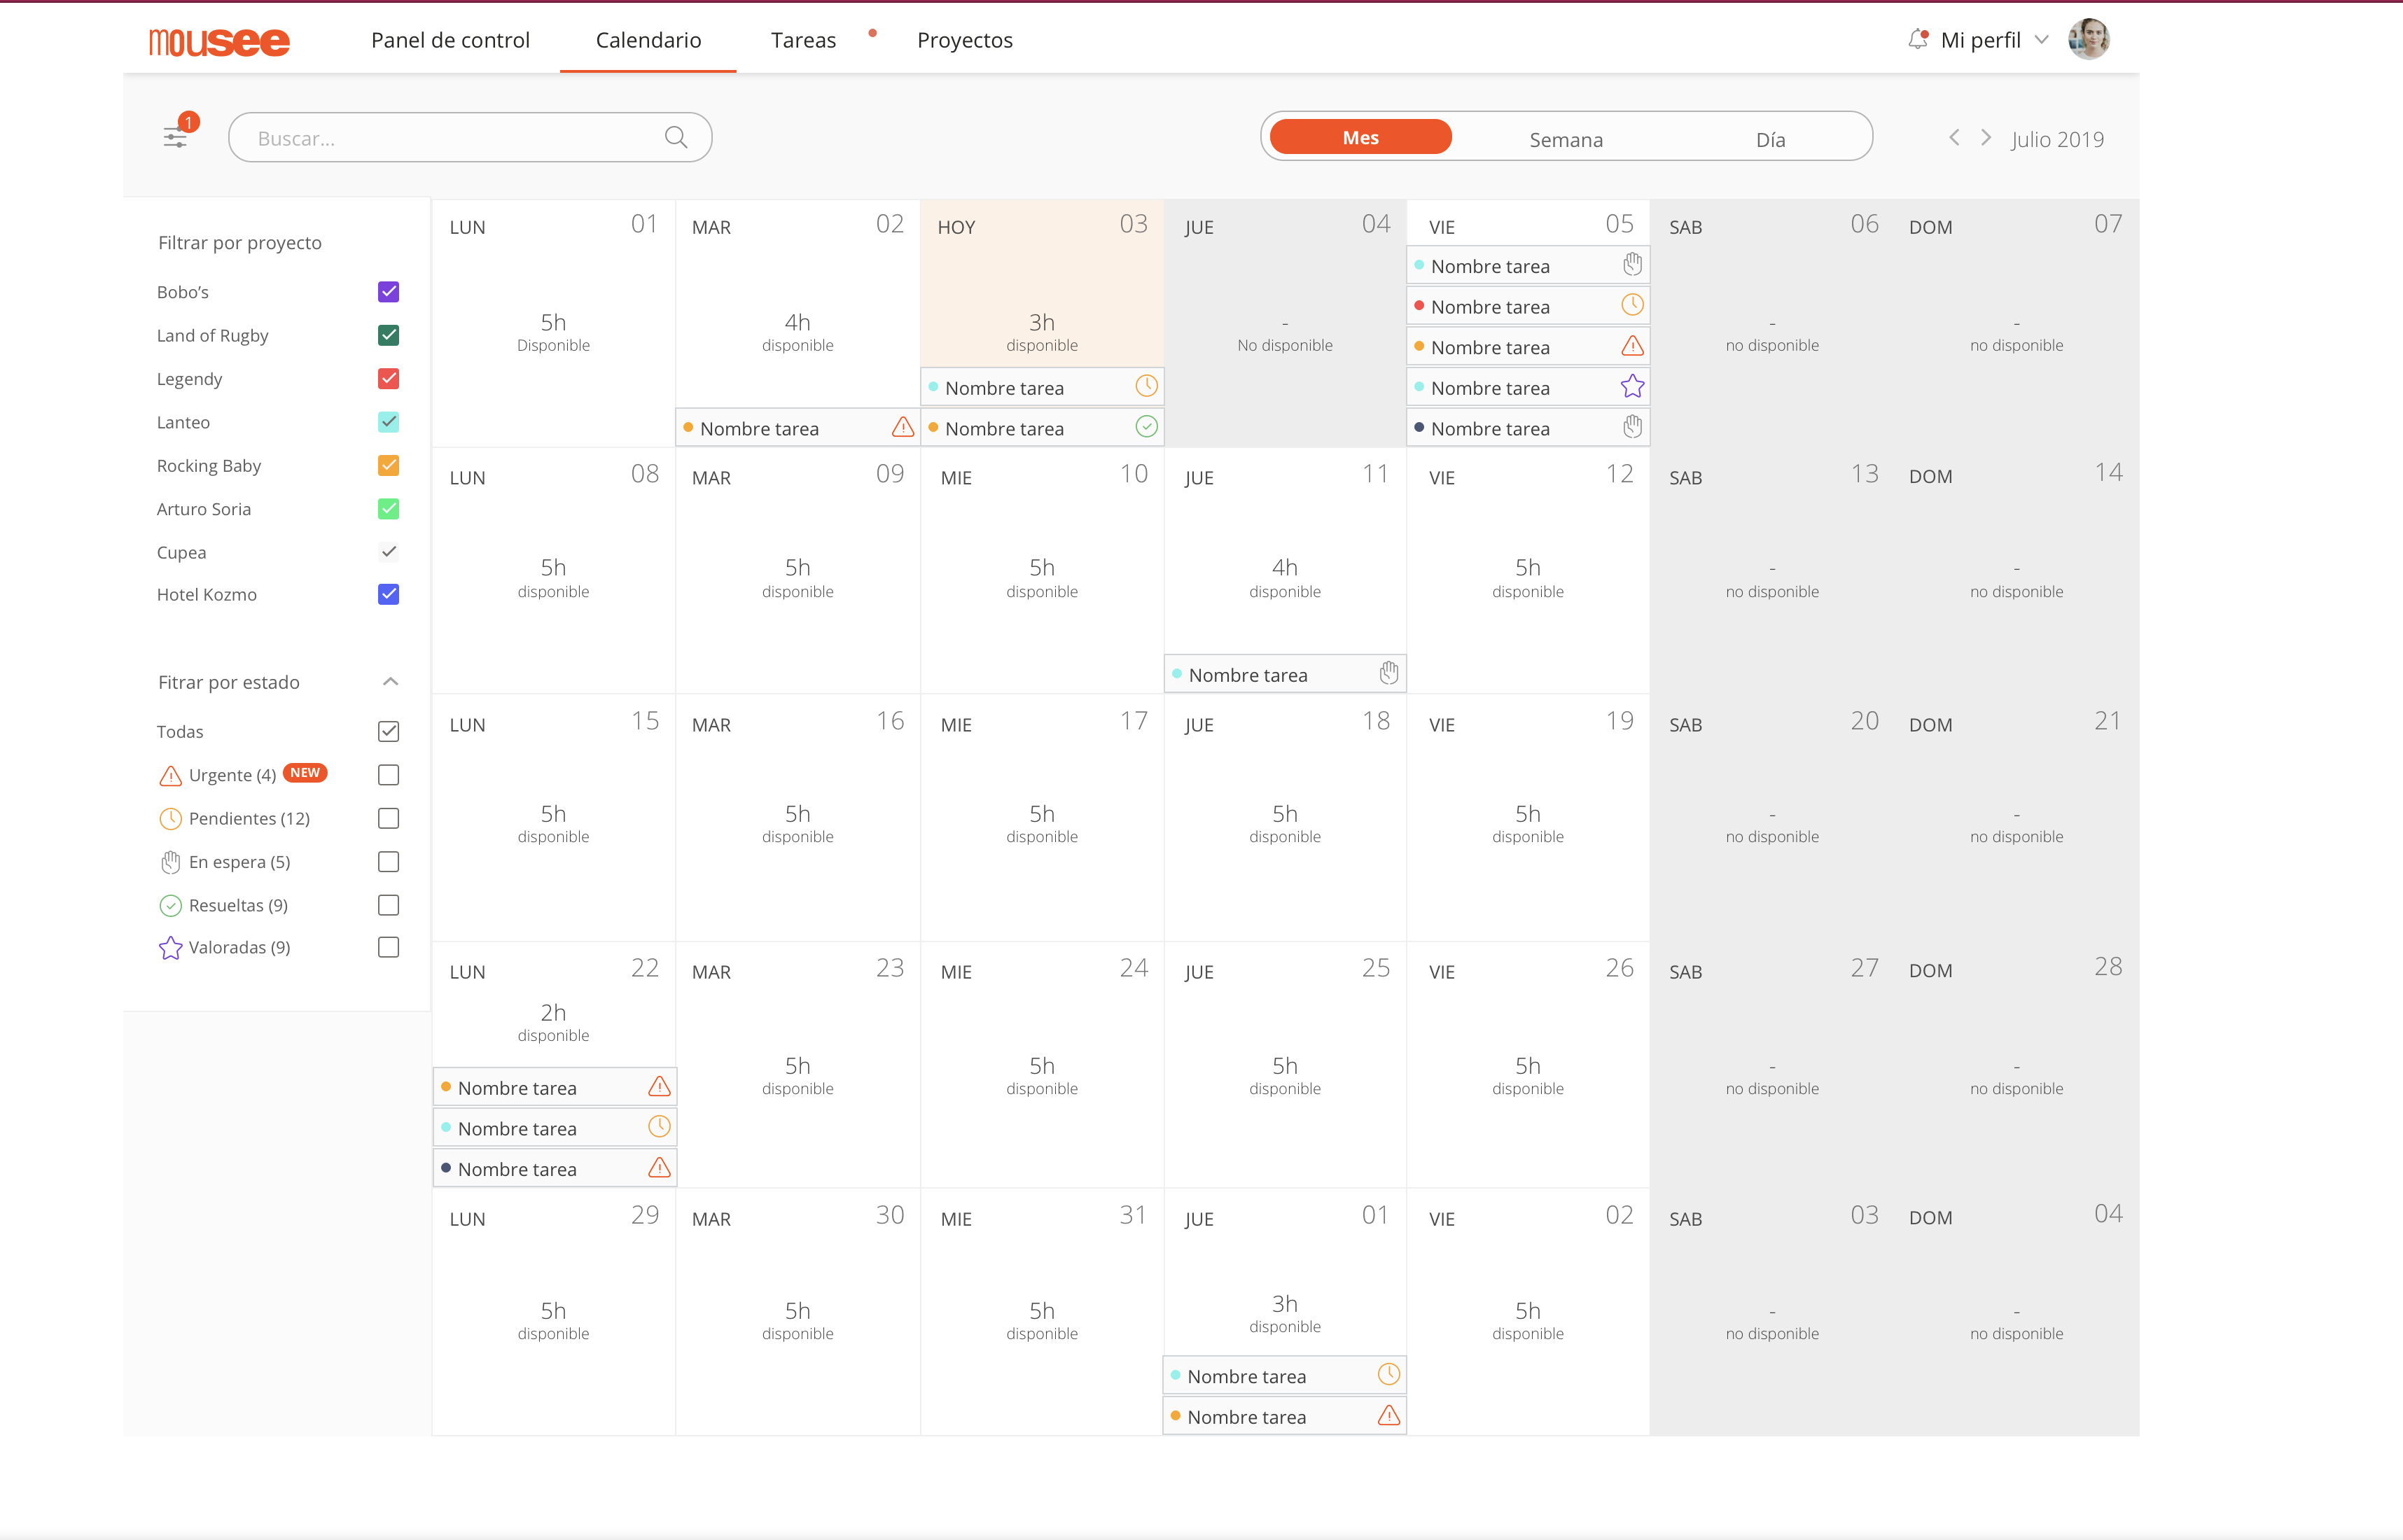 mousee
Panel de control
Calendario
Tareas
Proyectos
Mi perfil
1
Buscar...
Mes
Semana
Día
Julio 2019
Filtrar por proyecto
Bobo’s
Land of Rugby
Legendy
Lanteo
Rocking Baby
Arturo Soria
Cupea
Hotel Kozmo
Fitrar por estado
Todas
Urgente (4) NEW
Pendientes (12)
En espera (5)
Resueltas (9)
Valoradas (9)
LUN 01
5h
Disponible
MAR 02
4h
disponible
Nombre tarea
HOY 03
3h
disponible
Nombre tarea
Nombre tarea
JUE 04
-
No disponible
VIE 05
Nombre tarea
Nombre tarea
Nombre tarea
Nombre tarea
Nombre tarea
SAB 06
-
no disponible
DOM 07
-
no disponible
LUN 08
5h
disponible
MAR 09
5h
disponible
MIE 10
5h
disponible
JUE 11
4h
disponible
Nombre tarea
VIE 12
5h
disponible
SAB 13
-
no disponible
DOM 14
-
no disponible
LUN 15
5h
disponible
MAR 16
5h
disponible
MIE 17
5h
disponible
JUE 18
5h
disponible
VIE 19
5h
disponible
SAB 20
-
no disponible
DOM 21
-
no disponible
LUN 22
2h
disponible
Nombre tarea
Nombre tarea
Nombre tarea
MAR 23
5h
disponible
MIE 24
5h
disponible
JUE 25
5h
disponible
VIE 26
5h
disponible
SAB 27
-
no disponible
DOM 28
-
no disponible
LUN 29
5h
disponible
MAR 30
5h
disponible
MIE 31
5h
disponible
JUE 01
3h
disponible
Nombre tarea
Nombre tarea
VIE 02
5h
disponible
SAB 03
-
no disponible
DOM 04
-
no disponible